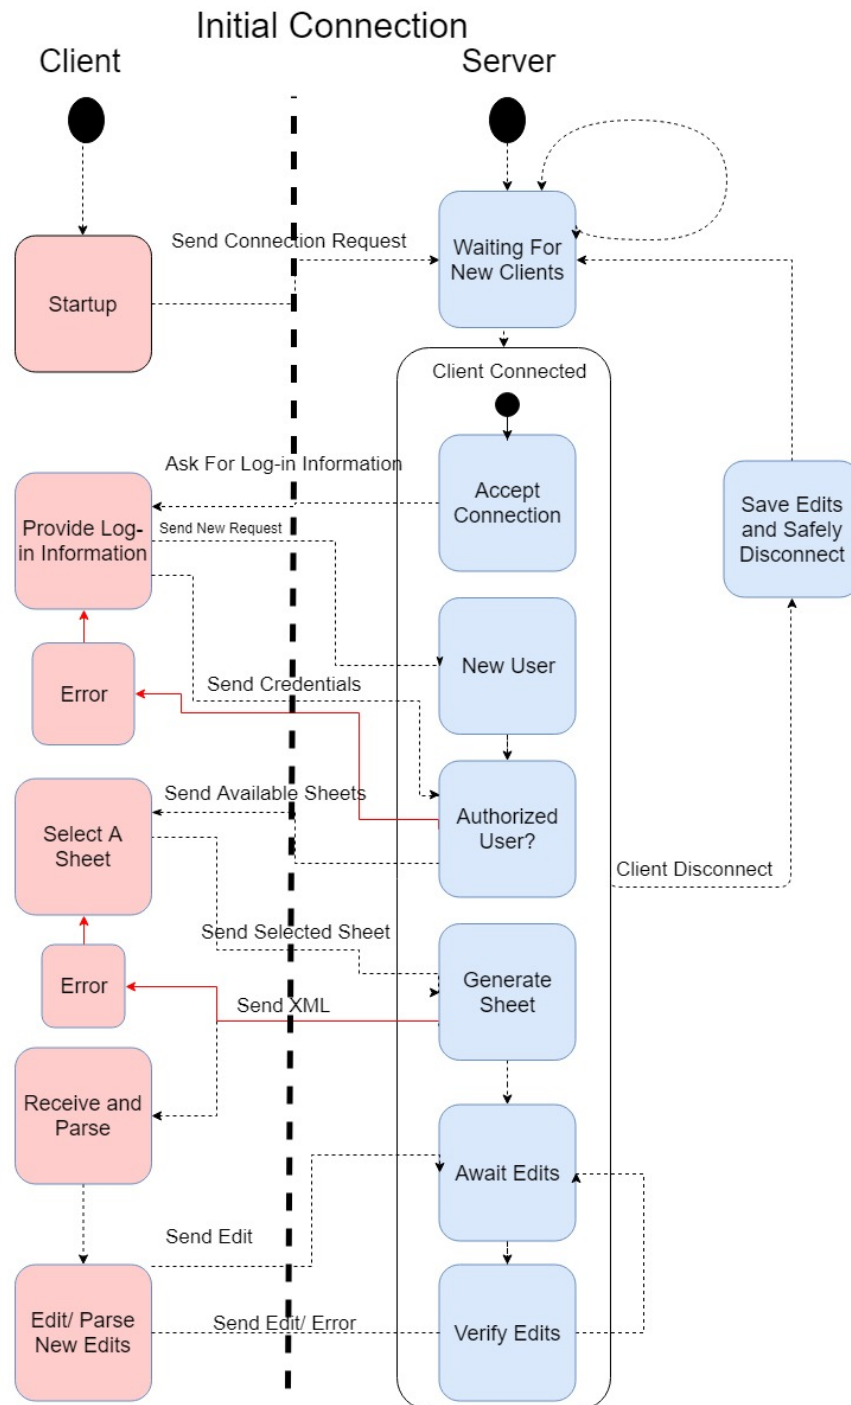 Initial Connection
Client
Server
Send Connection Request
Waiting For
New Clients
Startup
Client Connected
Ask For Log-in Information
Accept
Connection
Save Edits
and Safely
Disconnect
Provide Log-
in Information
Send New Request
New User
Error
Send Credentials
Send Available Sheets
Select A
Sheet
Authorized
User?
Client Disconnect
Send Selected Sheet
Generate
Sheet
Error
Send XML
Receive and
Parse
Await Edits
Send Edit
Edit/ Parse
New Edits
Send Edit/ Error
Verify Edits